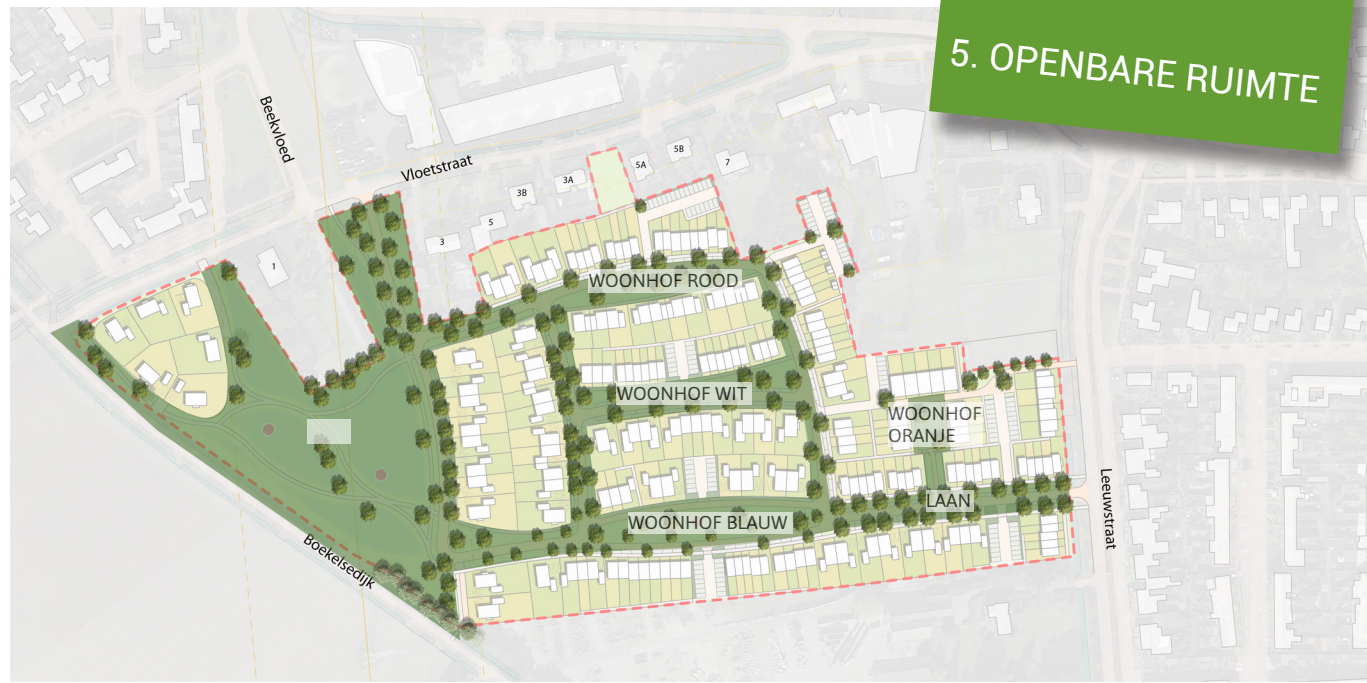 5. OPENBARE RUIMTE
Beekvloed
Vloetstraat
1
3
5
3B
3A
5A
5B
7
WOONHOF ROOD
WOONHOF WIT
WOONHOF
ORANJE
LAAN
WOONHOF BLAUW
Leeuwstraat
Boekelsedijk